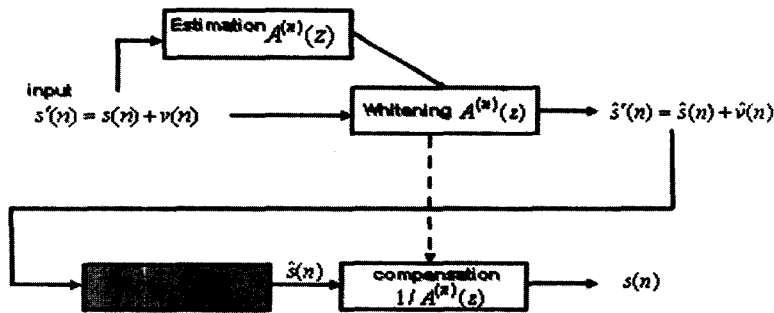 Estimation A⁽ˣ⁾(z)
input
s'(n) = s(n) + v(n)
Whitening A⁽ˣ⁾(z)
ŝ'(n) = ŝ(n) + v̂(n)
ŝ(n)
compensation
1/A⁽ˣ⁾(z)
s(n)